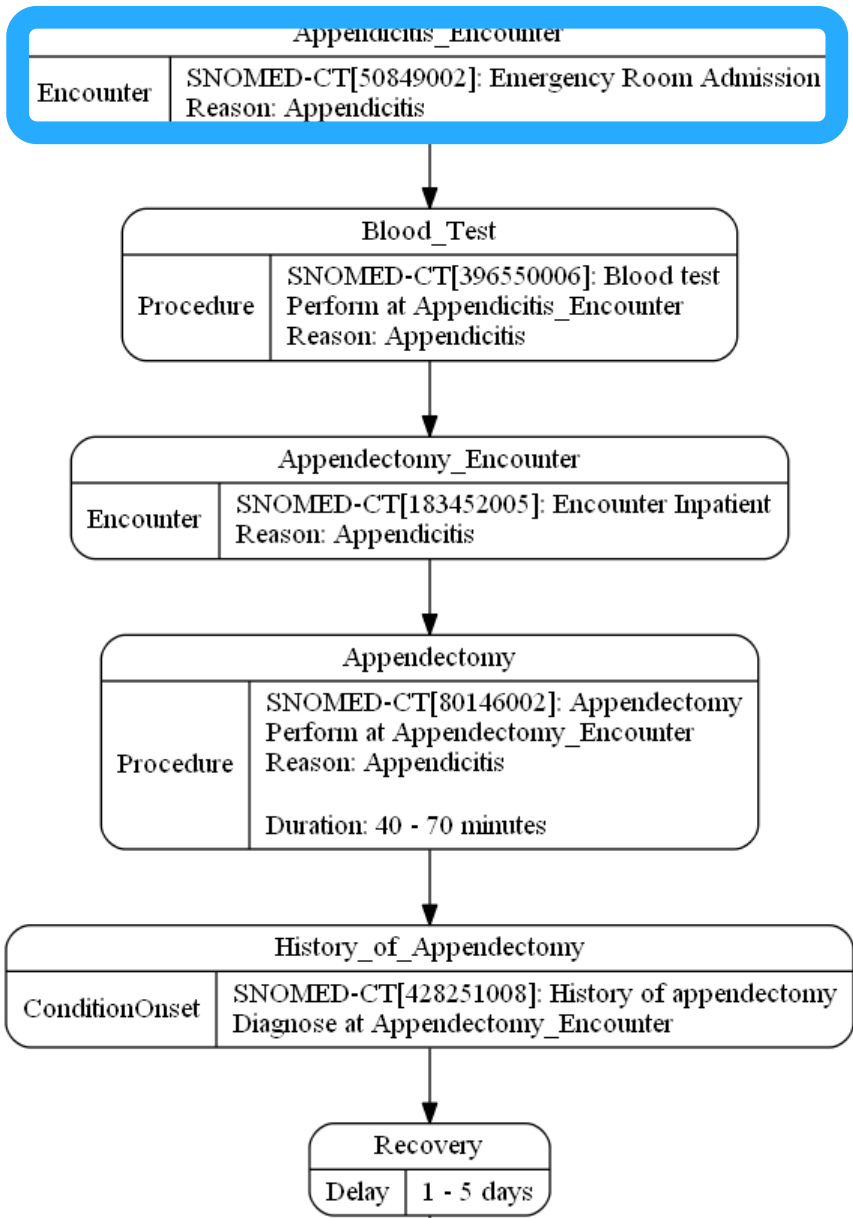 Appendicitis_Encounter
Encounter
SNOMED-CT[50849002]: Emergency Room Admission
Reason: Appendicitis
Blood_Test
Procedure
SNOMED-CT[396550006]: Blood test
Perform at Appendicitis_Encounter
Reason: Appendicitis
Appendectomy_Encounter
Encounter
SNOMED-CT[183452005]: Encounter Inpatient
Reason: Appendicitis
Appendectomy
Procedure
SNOMED-CT[80146002]: Appendectomy
Perform at Appendectomy_Encounter
Reason: Appendicitis
Duration: 40 - 70 minutes
History_of_Appendectomy
ConditionOnset
SNOMED-CT[428251008]: History of appendectomy
Diagnose at Appendectomy_Encounter
Recovery
Delay
1 - 5 days